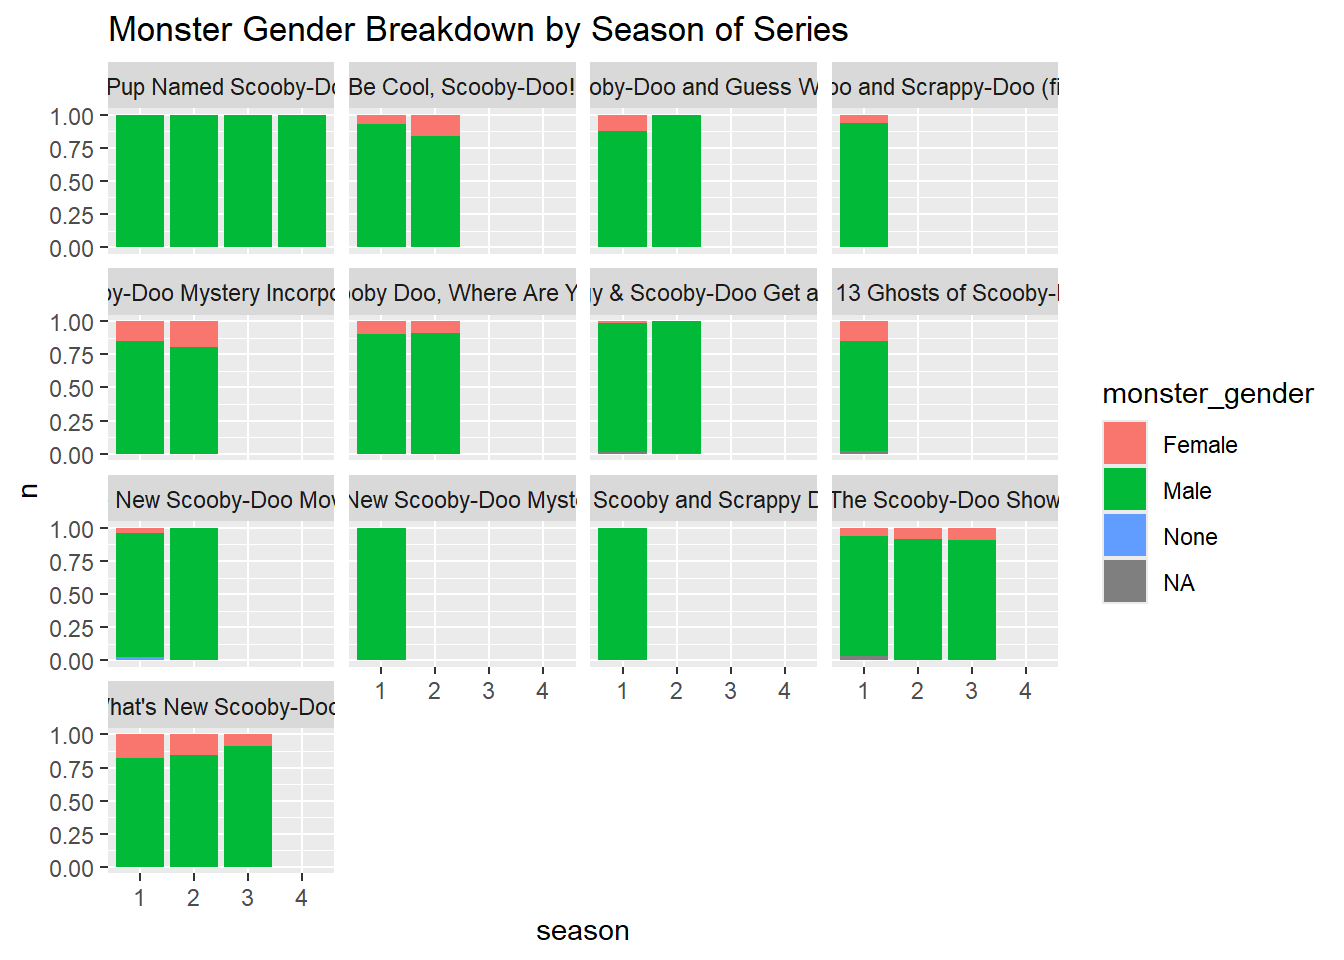 Monster Gender Breakdown by Season of Series
Pup Named Scooby-Do
Be Cool, Scooby-Doo!
oby-Doo and Guess W
oo and Scrappy-Doo (fi
1.00
0.75
0.50
0.25
0.00
by-Doo Mystery Incorpo
ooby Doo, Where Are Y
gy & Scooby-Doo Get a
13 Ghosts of Scooby-
1.00
0.75
0.50
0.25
0.00
n
New Scooby-Doo Mov
New Scooby-Doo Myst
Scooby and Scrappy D
The Scooby-Doo Show
1.00
0.75
0.50
0.25
0.00
1 2 3 4
1 2 3 4
1 2 3 4
What's New Scooby-Doo
1.00
0.75
0.50
0.25
0.00
1 2 3 4
season
monster_gender
Female
Male
None
NA